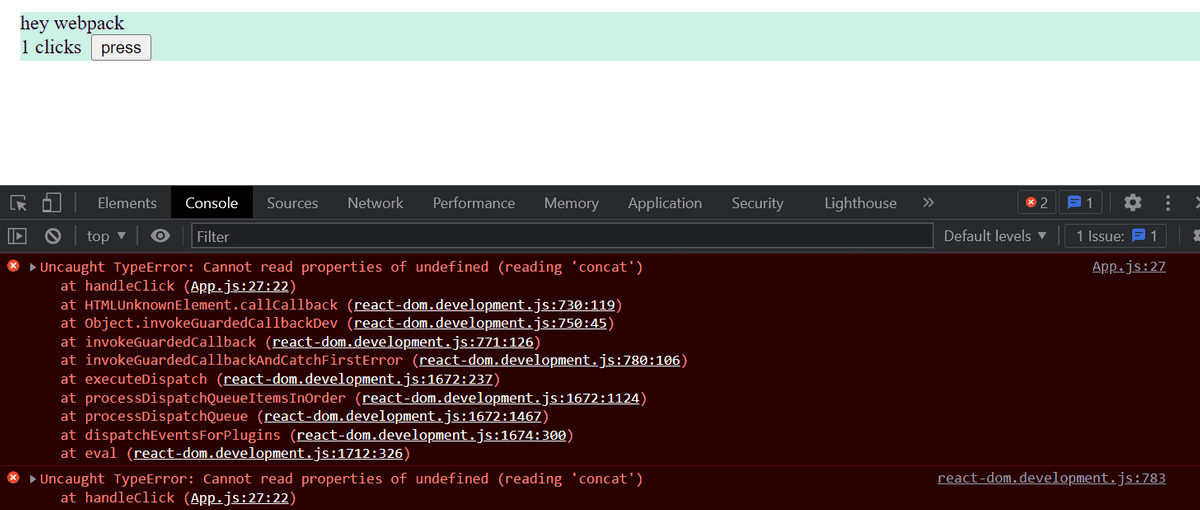 hey webpack
1 clicks press
Elements Console Sources Network Performance Memory Application Security Lighthouse » 2 1
top ▼ Filter Default levels ▼ 1 Issue: 1
▶Uncaught TypeError: Cannot read properties of undefined (reading 'concat') App.js:27
at handleClick (App.js:27:22)
at HTMLUnknownElement.callCallback (react-dom.development.js:730:119)
at Object.invokeGuardedCallbackDev (react-dom.development.js:750:45)
at invokeGuardedCallback (react-dom.development.js:771:126)
at invokeGuardedCallbackAndCatchFirstError (react-dom.development.js:780:106)
at executeDispatch (react-dom.development.js:1672:237)
at processDispatchQueueItemsInOrder (react-dom.development.js:1672:1124)
at processDispatchQueue (react-dom.development.js:1672:1467)
at dispatchEventsForPlugins (react-dom.development.js:1674:300)
at eval (react-dom.development.js:1712:326)
▶Uncaught TypeError: Cannot read properties of undefined (reading 'concat') react-dom.development.js:783
at handleClick (App.js:27:22)